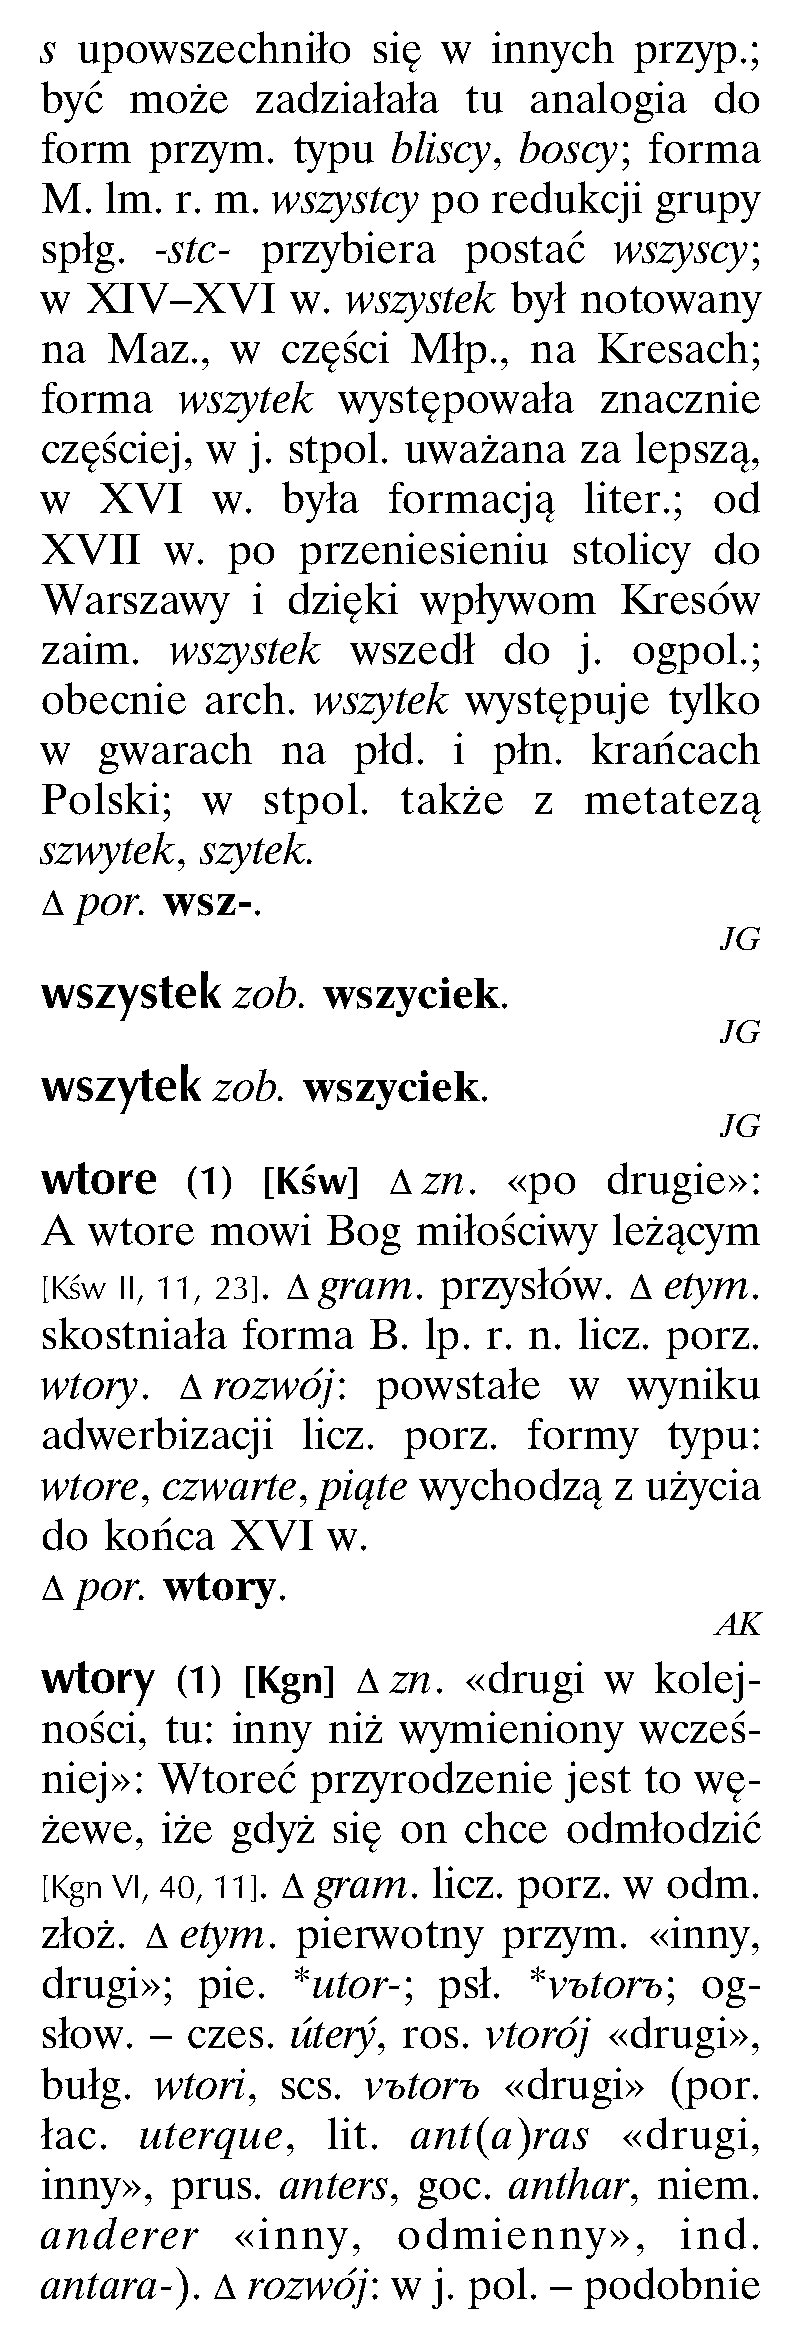 s upowszechniło się w innych przyp.;
być może zadziałała tu analogia do
form przym. typu bliscy, boscy; forma
M. lm. r. m. wszystcy po redukcji grupy
spłg. -stc- przybiera postać wszyscy;
w XIV–XVI w. wszystek był notowany
na Maz., w części Młp., na Kresach;
forma wszytek występowała znacznie
częściej, w j. stpol. uważana za lepszą,
w XVI w. była formacją liter.; od
XVII w. po przeniesieniu stolicy do
Warszawy i dzięki wpływom Kresów
zaim. wszystek wszedł do j. ogpol.;
obecnie arch. wszytek występuje tylko
w gwarach na płd. i płn. krańcach
Polski; w stpol. także z metatezą
szwytek, szytek.
∆ por. wsz-.
JG
wszystek zob. wszyciek.
JG
wszytek zob. wszyciek.
JG
wtore (1) [Kśw] ∆ zn. «po drugie»:
A wtore mowi Bog miłościwy leżącym
[Kśw II, 11, 23]. ∆ gram. przysłów. ∆ etym.
skostniała forma B. lp. r. n. licz. porz.
wtory. ∆ rozwój: powstałe w wyniku
adwerbizacji licz. porz. formy typu:
wtore, czwarte, piąte wychodzą z użycia
do końca XVI w.
∆ por. wtory.
AK
wtory (1) [Kgn] ∆ zn. «drugi w kolej-
ności, tu: inny niż wymieniony wcześ-
niej»: Wtoreć przyrodzenie jest to wę-
żewe, iże gdyż się on chce odmłodzić
[Kgn VI, 40, 11]. ∆ gram. licz. porz. w odm.
złoż. ∆ etym. pierwotny przym. «inny,
drugi»; pie. *utor-; psł. *vъtorъ; og-
słow. – czes. úterý, ros. vtorój «drugi»,
bułg. wtori, scs. vъtorъ «drugi» (por.
łac. uterque, lit. ant(a)ras «drugi,
inny», prus. anters, goc. anthar, niem.
anderer «inny, odmienny», ind.
antara-). ∆ rozwój: w j. pol. – podobnie